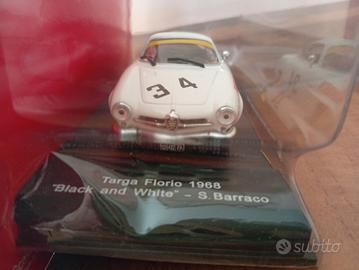 34
Targa Florio 1968
"Black and White" - S.Barraco
subito